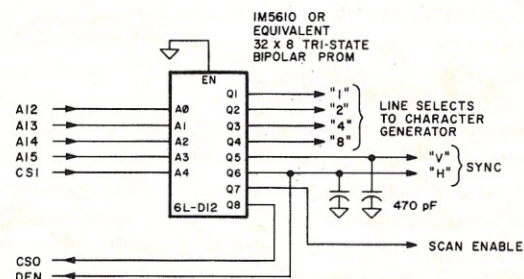 IM5610 OR
EQUIVALENT
32 X 8 TRI-STATE
BIPOLAR PROM
EN
A12
A13
A14
A15
CS1
A0
A1
A2
A3
A4
Q1
Q2
Q3
Q4
Q5
Q6
Q7
Q8
6L-D12
"1"
"2"
"4"
"8"
LINE SELECTS
TO CHARACTER
GENERATOR
"V"
"H"
SYNC
470 pF
SCAN ENABLE
CSO
DEN